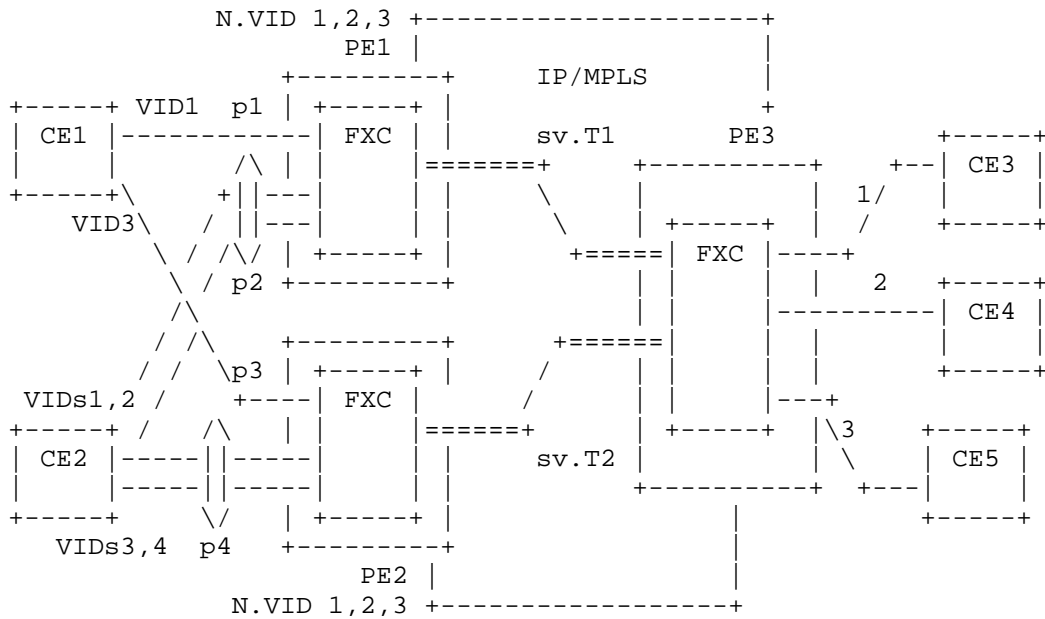 N.VID 1,2,3
PE1
IP/MPLS
VID1 p1
CE1 FXC sv.T1 PE3 CE3
1
VID3
FXC
p2 2
CE4
p3
VIDs1,2 FXC
3
CE2 sv.T2 CE5
VIDs3,4 p4
PE2
N.VID 1,2,3